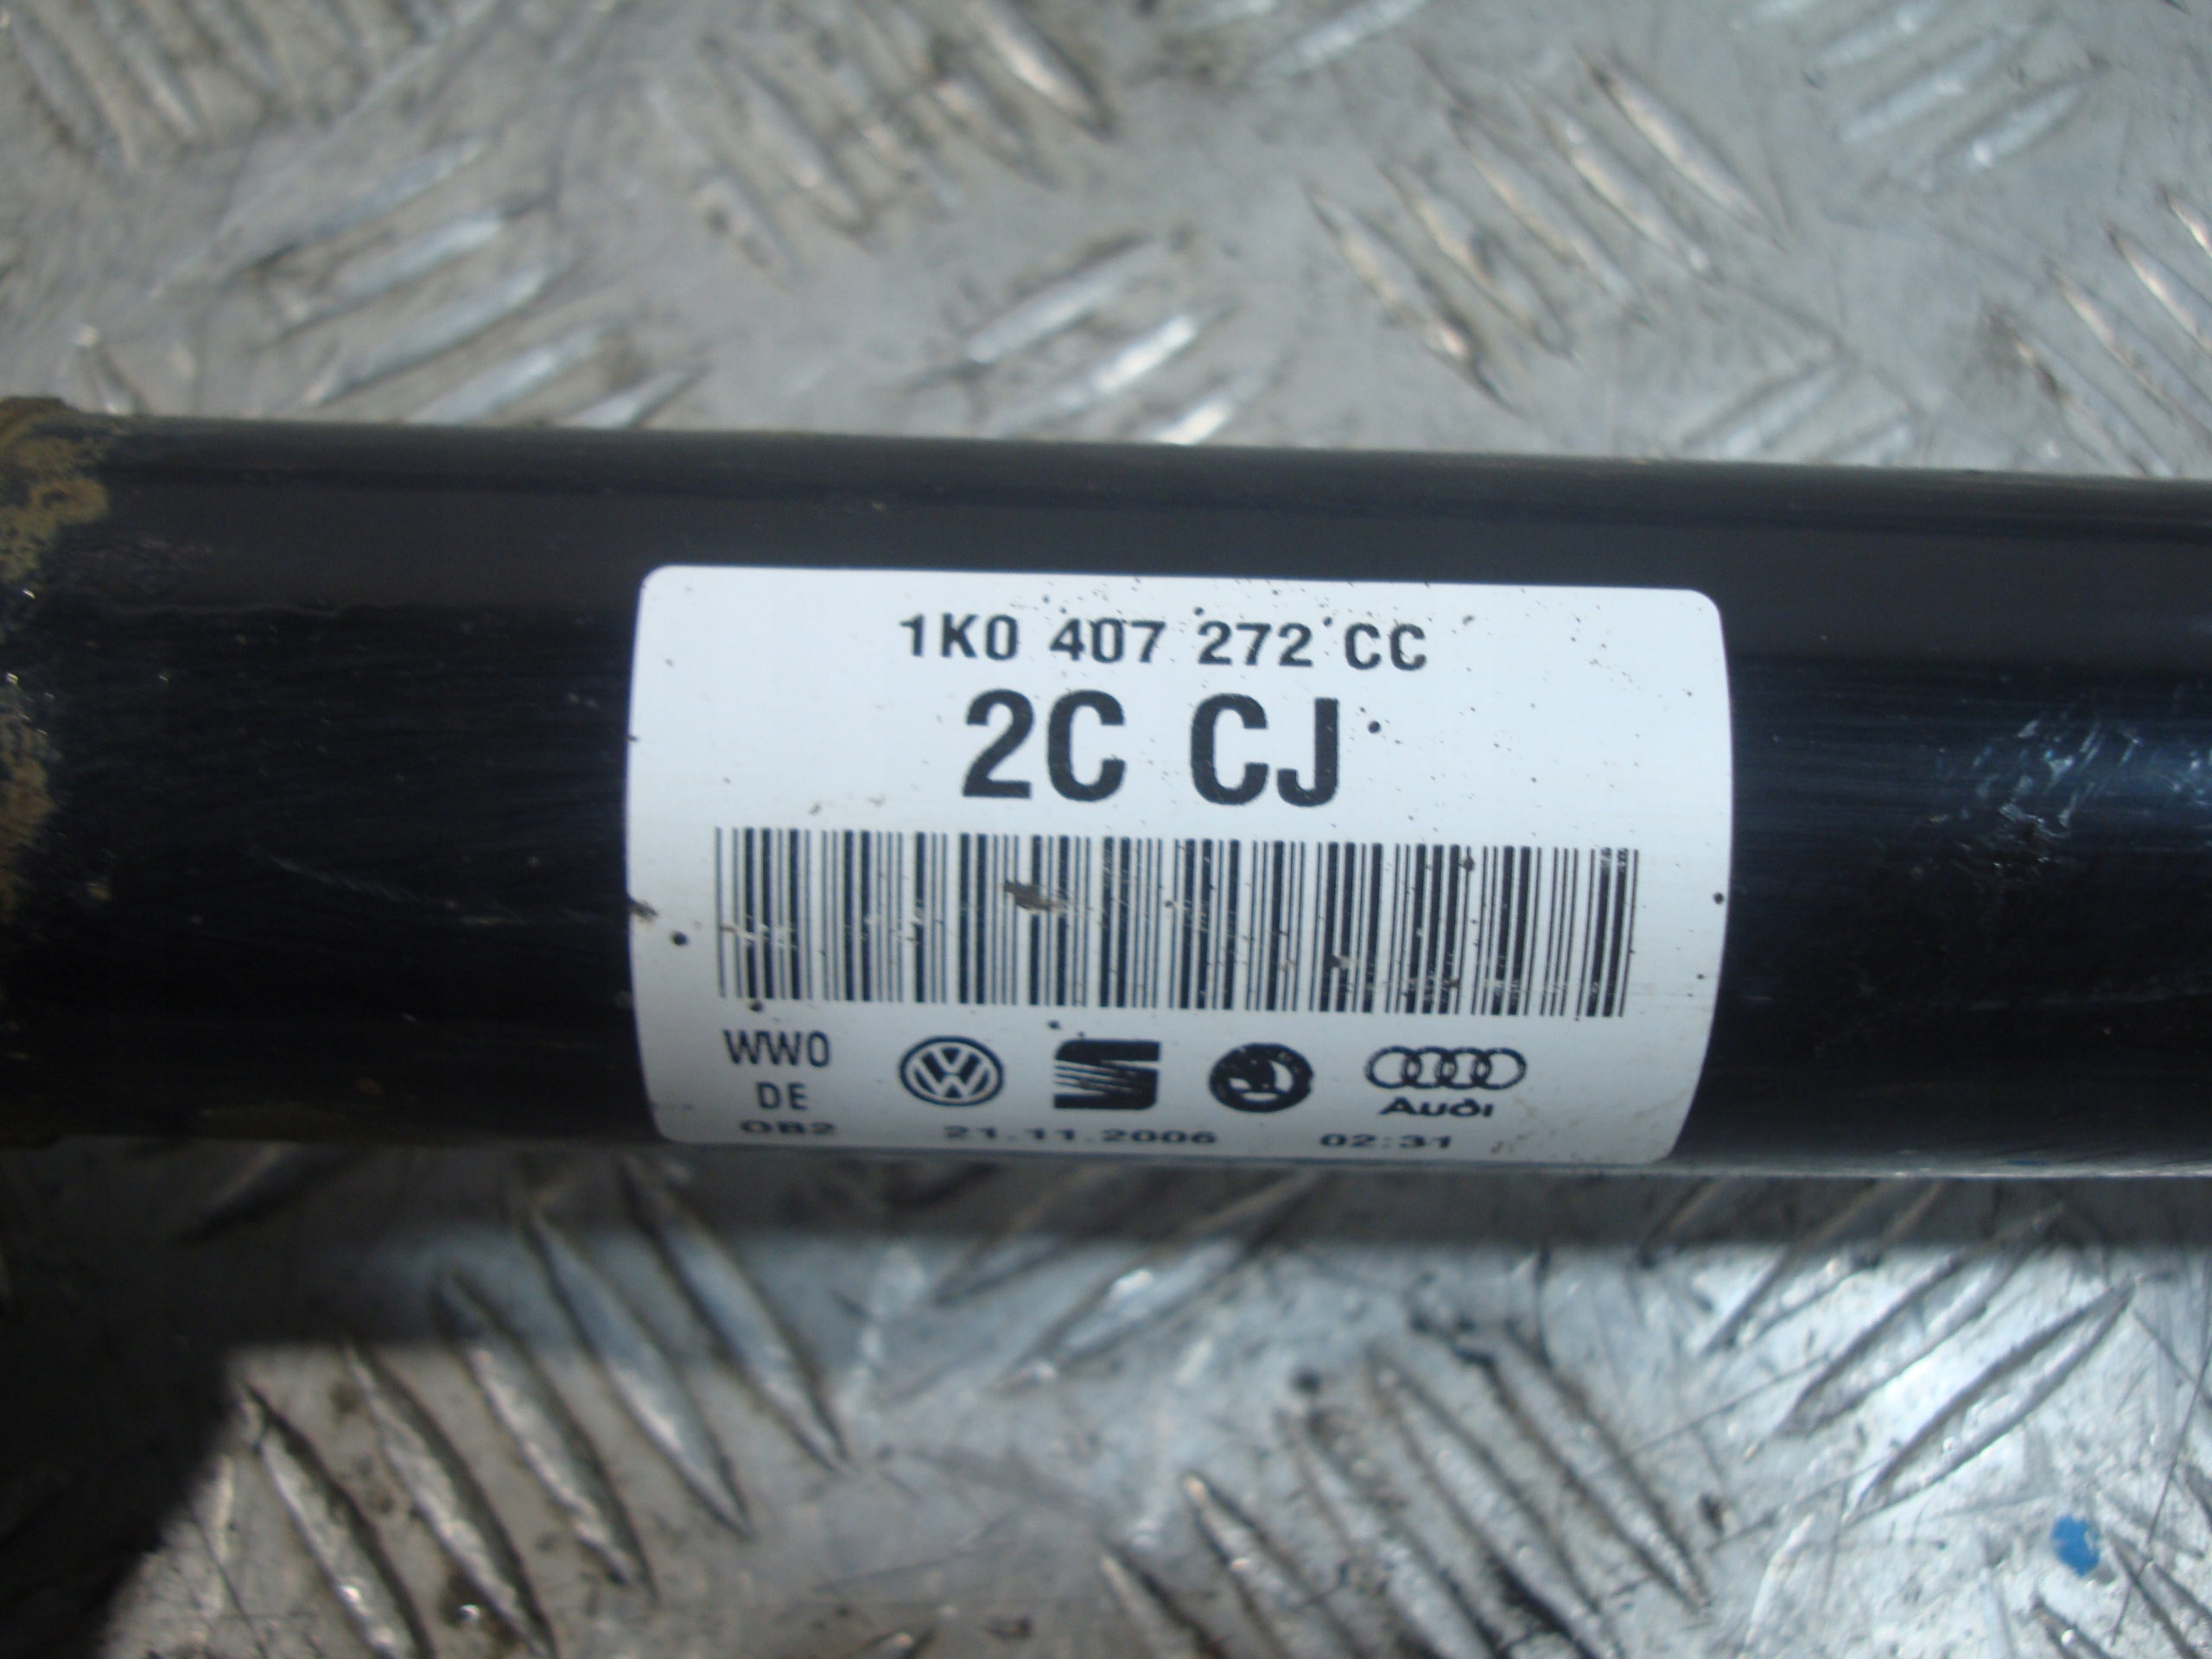 1K0 407 272 CC
2C CJ
WW0
DE
OB2 21.11.2006 02:31
Audi